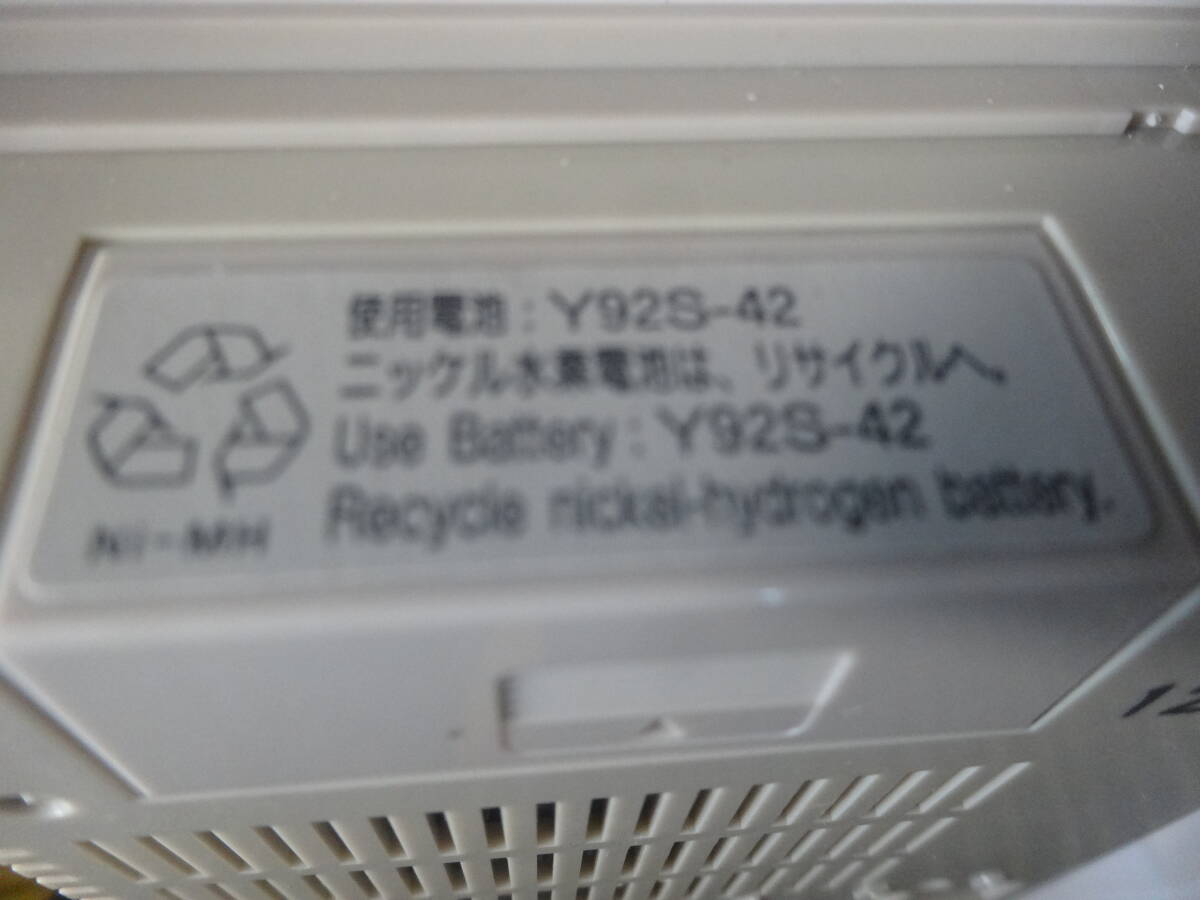 使用電池：Y92S-42
ニッケル水素電池は、リサイクルへ。
Use Battery : Y92S-42
Recycle nickel-hydrogen battery.
Ni-MH
12